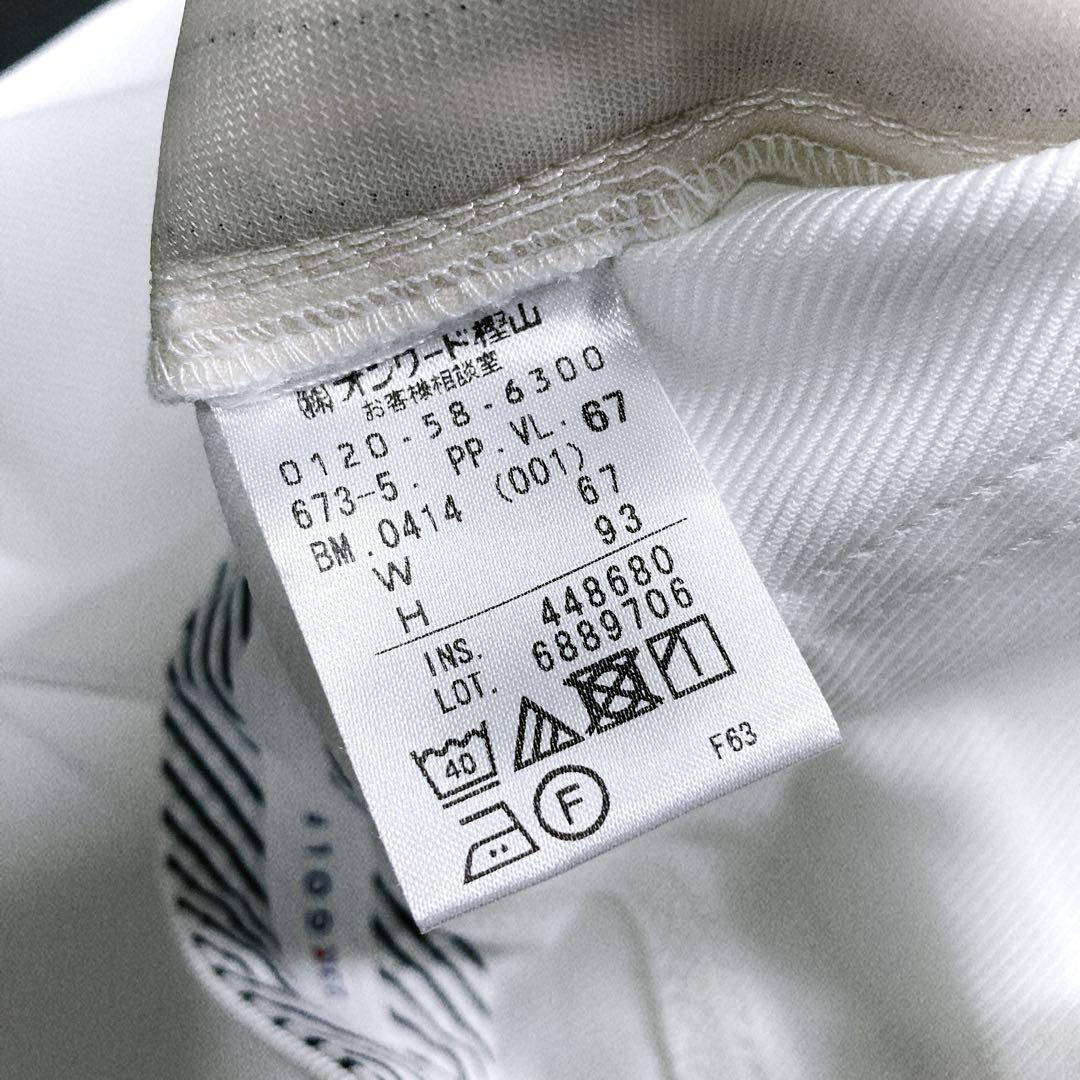 ㈱オンワード樫山
お客様相談室
0120-58-6300
673-5. PP.VL. 67
BM.0414 (001)
W 67
H 93
INS. 448680
LOT. 6889706
40
F
F63